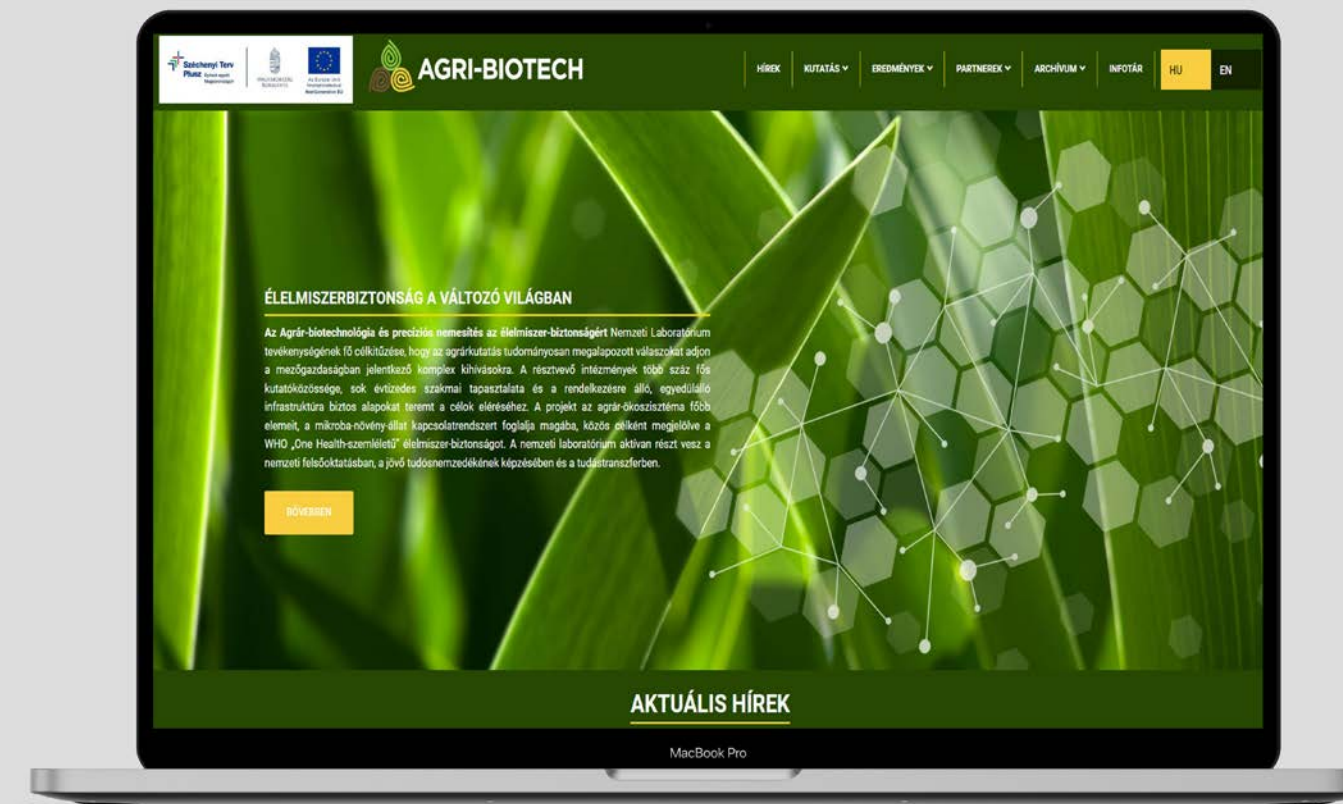 Széchenyi Terv
Plusz
AGRI-BIOTECH
HÍREK
KUTATÁS
EREDMÉNYEK
PARTNEREK
ARCHÍVUM
INFOTÁR
HU
EN
ÉLELMISZERBIZTONSÁG A VÁLTOZÓ VILÁGBAN
Az Agrár-biotechnológia és precíziós nemesítés az élelmiszer-biztonságért Nemzeti Laboratórium
tevékenységének fő célkitűzése, hogy az agrárkutatás tudományosan megalapozott válaszokat adjon
a mezőgazdaságban jelentkező komplex kihívásokra. A résztvevő intézmények több száz fős
kutatóközössége, sok évtizedes szakmai tapasztalata és a rendelkezésre álló, egyedülálló
infrastruktúra biztos alapokat teremt a célok eléréséhez. A projekt az agrár-ökoszisztéma főbb
elemeit, a mikroba-növény-állat kapcsolatrendszert foglalja magába, közös célként megjelölve a
WHO „One Health-szemléletű" élelmiszer-biztonságot. A nemzeti laboratórium aktívan részt vesz a
nemzeti felsőoktatásban, a jövő tudósnemzedékének képzésében és a tudástranszferben.
BŐVEBBEN
AKTUÁLIS HÍREK
MacBook Pro